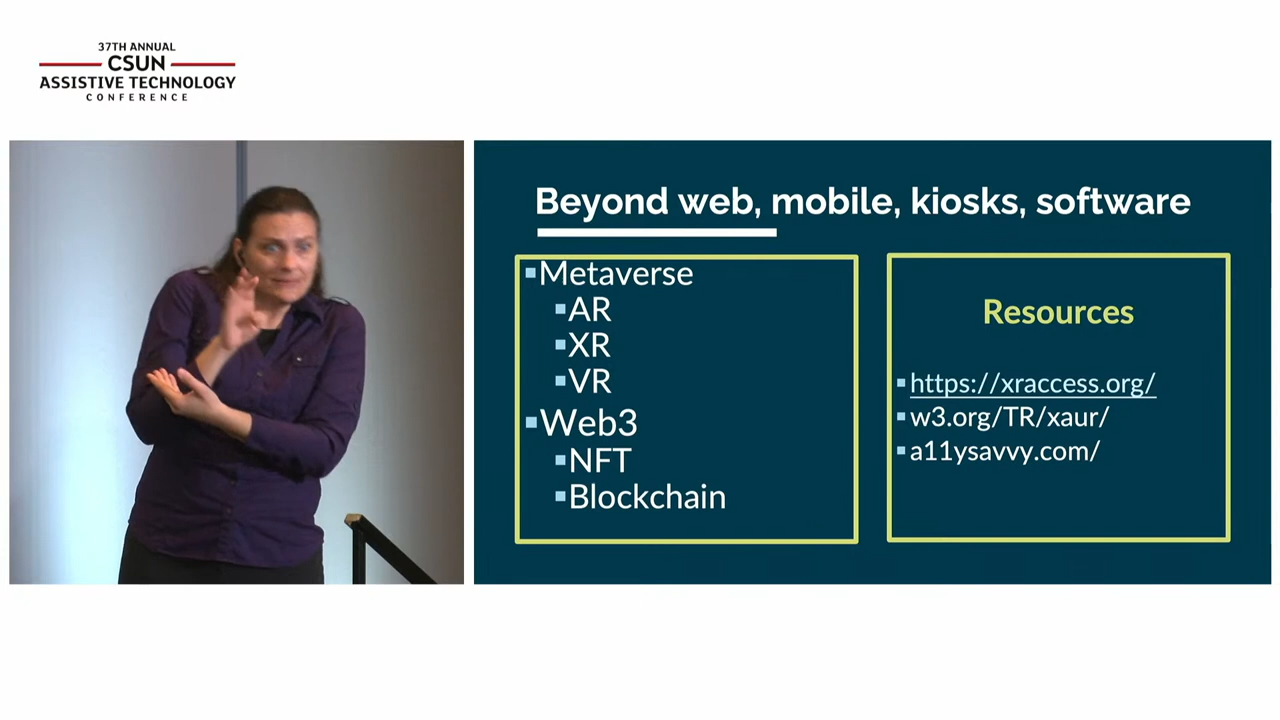 37TH ANNUAL
CSUN
ASSISTIVE TECHNOLOGY
CONFERENCE
Beyond web, mobile, kiosks, software
Metaverse
AR
XR
VR
Web3
NFT
Blockchain
Resources
https://xraccess.org/
w3.org/TR/xaur/
a11ysavvy.com/